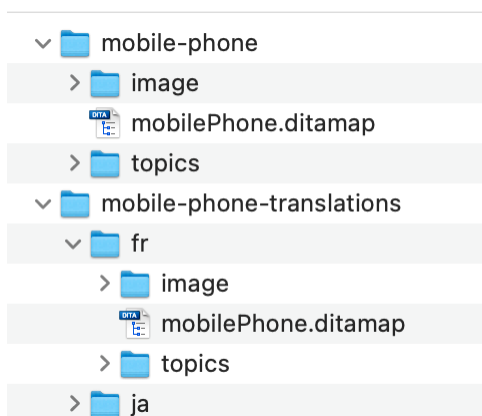 mobile-phone
image
DITA mobilePhone.ditamap
topics
mobile-phone-translations
fr
image
DITA mobilePhone.ditamap
topics
ja